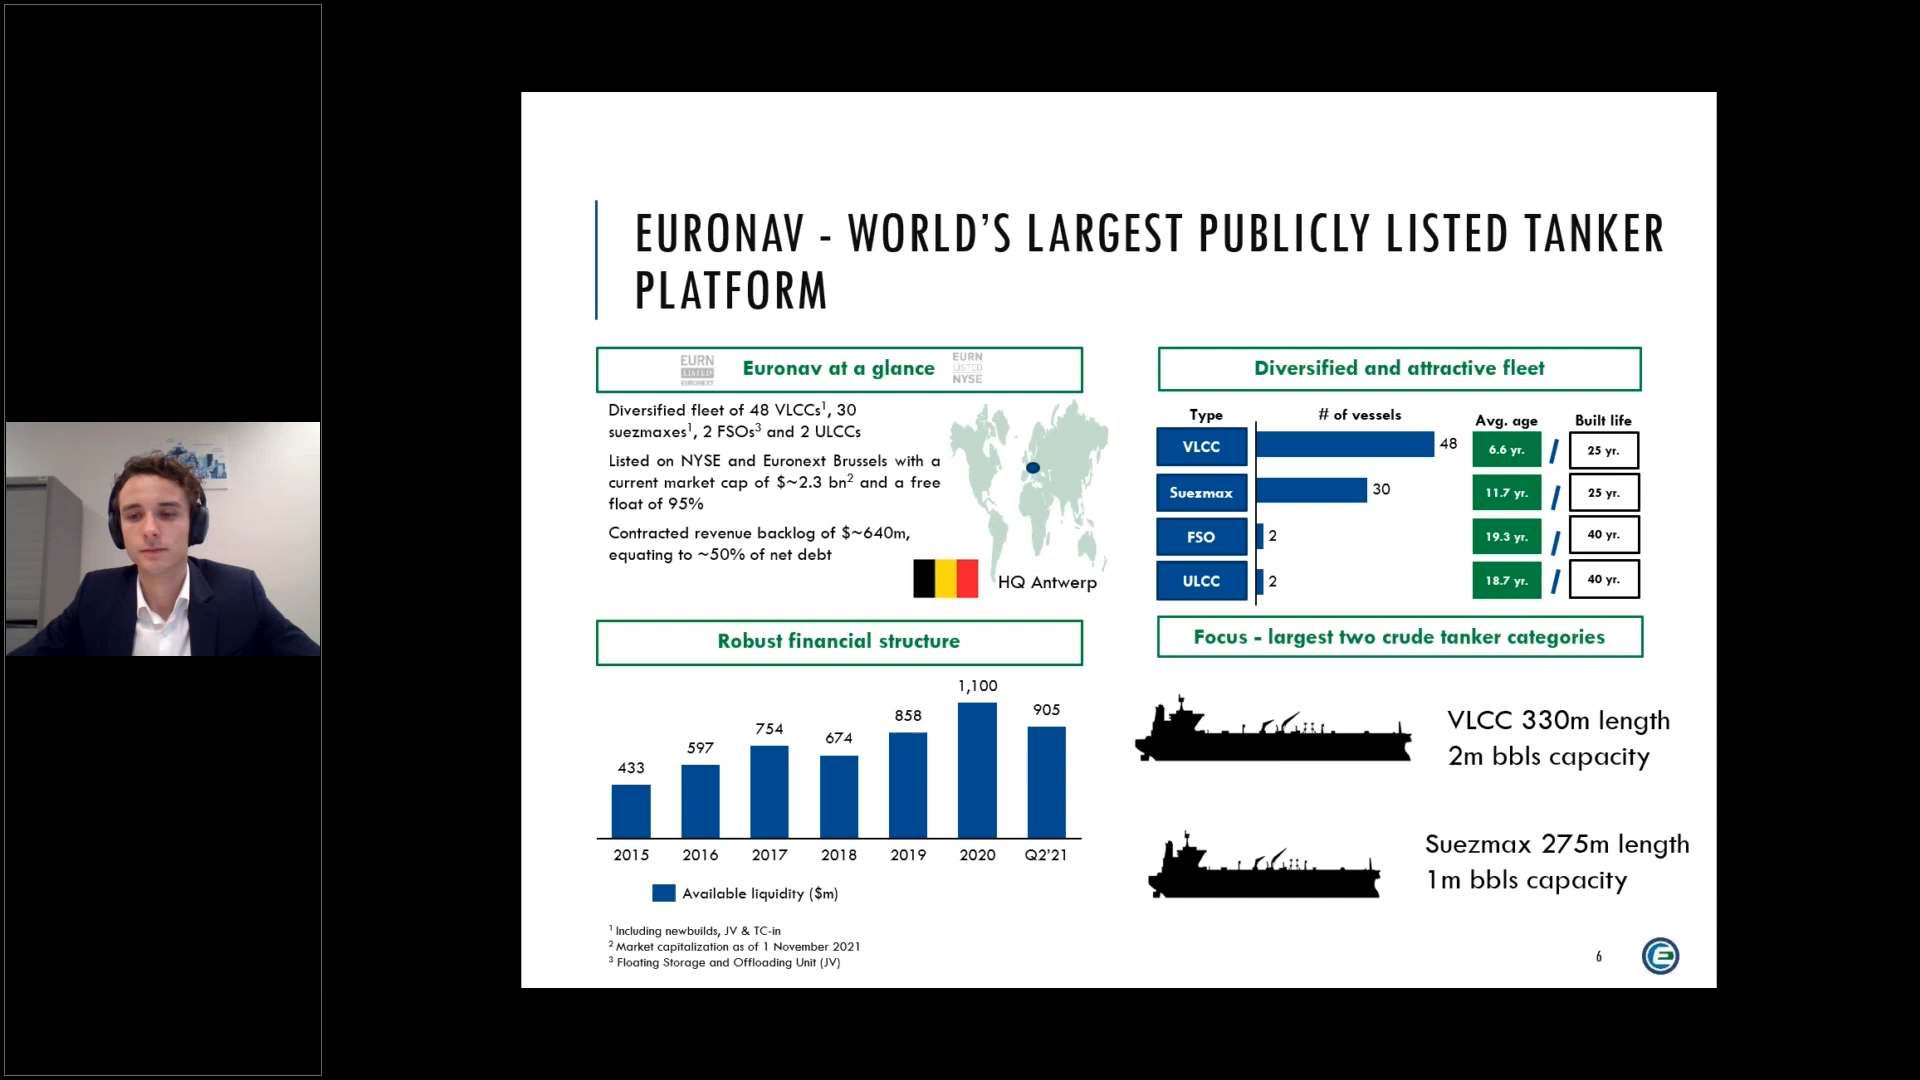 EURONAV - WORLD'S LARGEST PUBLICLY LISTED TANKER
PLATFORM
EURN
LISTED
EURONEXT
Euronav at a glance
EURN
LISTED
NYSE
Diversified fleet of 48 VLCCs¹, 30
suezmaxes¹, 2 FSOs³ and 2 ULCCs
Listed on NYSE and Euronext Brussels with a
current market cap of $~2.3 bn² and a free
float of 95%
Contracted revenue backlog of $~640m,
equating to ~50% of net debt
HQ Antwerp
Diversified and attractive fleet
Type # of vessels Avg. age Built life
VLCC 48 6.6 yr. / 25 yr.
Suezmax 30 11.7 yr. / 25 yr.
FSO 2 19.3 yr. / 40 yr.
ULCC 2 18.7 yr. / 40 yr.
Robust financial structure
433 597 754 674 858 1,100 905
2015 2016 2017 2018 2019 2020 Q2'21
Available liquidity ($m)
Focus - largest two crude tanker categories
VLCC 330m length
2m bbls capacity
Suezmax 275m length
1m bbls capacity
¹ Including newbuilds, JV & TC-in
² Market capitalization as of 1 November 2021
³ Floating Storage and Offloading Unit (JV)
6